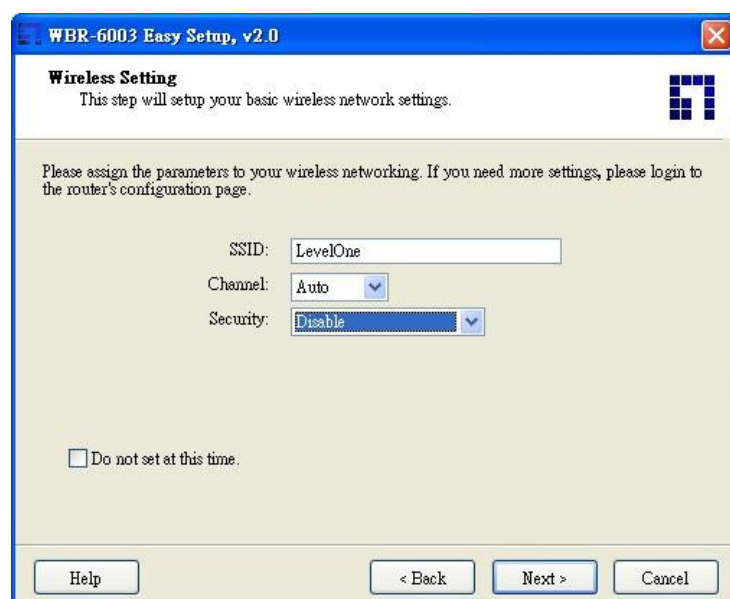 WBR-6003 Easy Setup, v2.0
Wireless Setting
This step will setup your basic wireless network settings.
Please assign the parameters to your wireless networking. If you need more settings, please login to
the router's configuration page.
SSID: LevelOne
Channel: Auto
Security: Disable
Do not set at this time.
Help < Back Next > Cancel